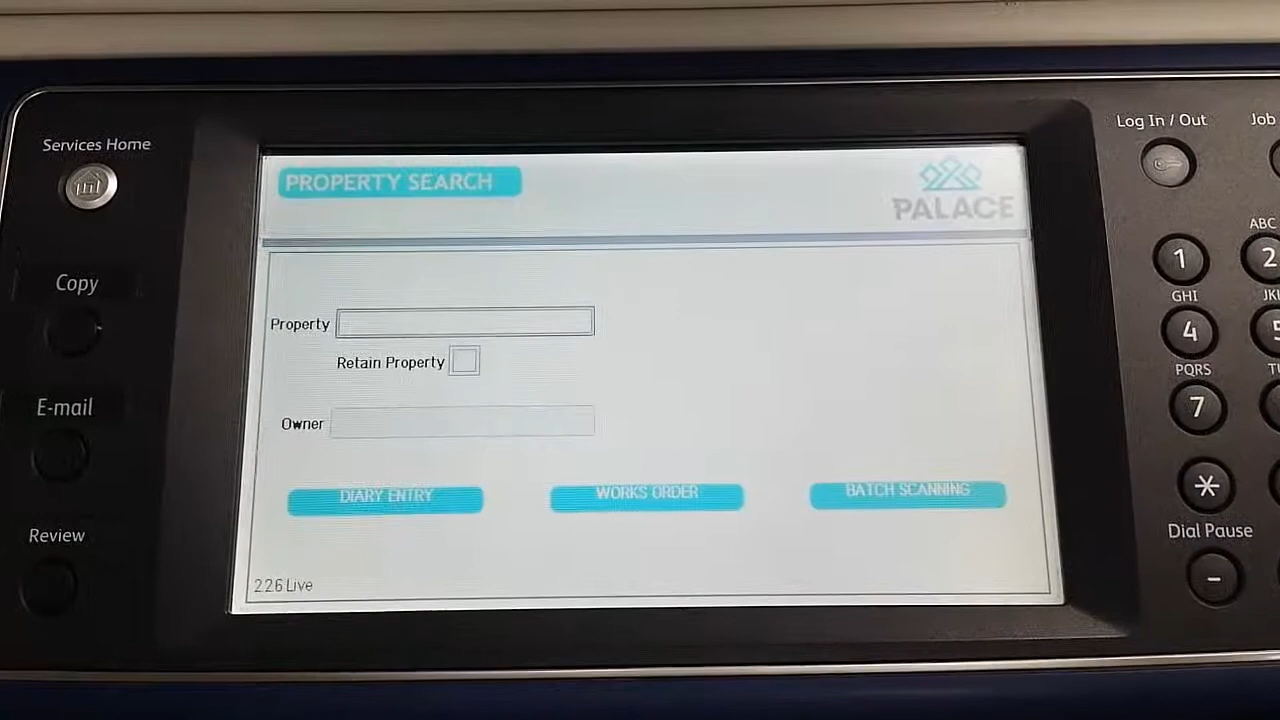 Services Home
Copy
E-mail
Review
PROPERTY SEARCH
PALACE
Property
Retain Property
Owner
DIARY ENTRY
WORKS ORDER
BATCH SCANNING
2.26 Live
Log In / Out
Job
ABC
1
2
GHI
4
5
PQRS
7
*
Dial Pause
-